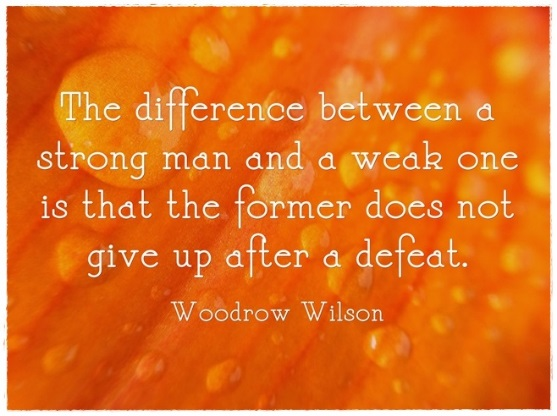 The difference between a
strong man and a weak one
is that the former does not
give up after a defeat.
Woodrow Wilson